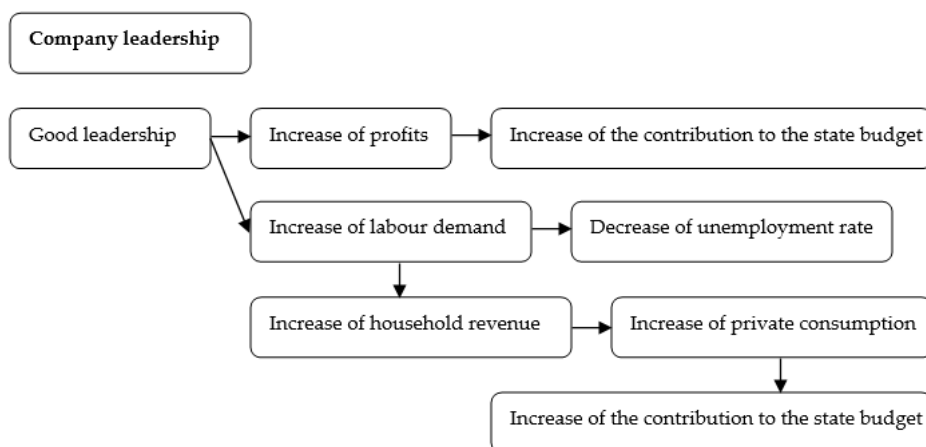 Company leadership
Good leadership
Increase of profits
Increase of the contribution to the state budget
Increase of labour demand
Decrease of unemployment rate
Increase of household revenue
Increase of private consumption
Increase of the contribution to the state budget